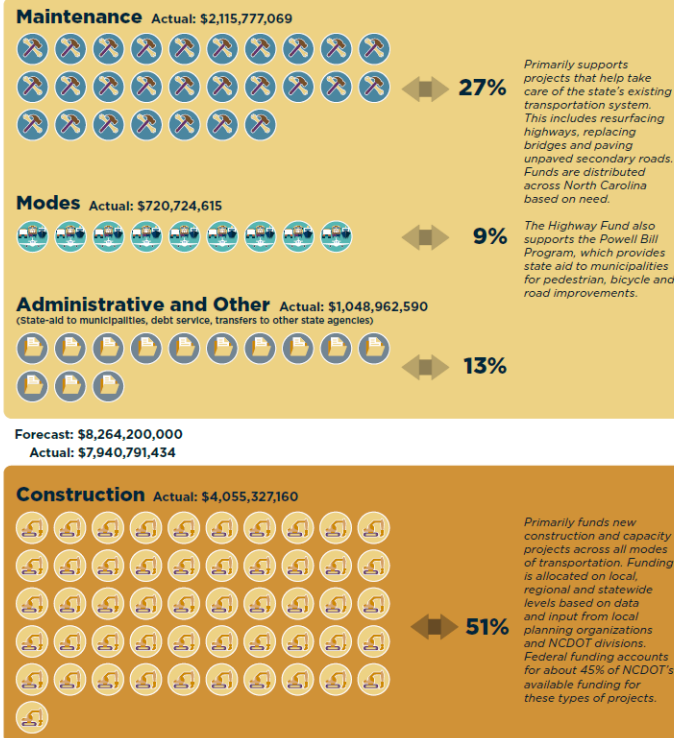 Maintenance Actual: $2,115,777,069
27%
Primarily supports
projects that help take
care of the state's existing
transportation system.
This includes resurfacing
highways, replacing
bridges and paving
unpaved secondary roads.
Funds are distributed
across North Carolina
based on need.
Modes Actual: $720,724,615
9%
The Highway Fund also
supports the Powell Bill
Program, which provides
state aid to municipalities
for pedestrian, bicycle and
road improvements.
Administrative and Other Actual: $1,048,962,590
(State-aid to municipalities, debt service, transfers to other state agencies)
13%
Forecast: $8,264,200,000
Actual: $7,940,791,434
Construction Actual: $4,055,327,160
51%
Primarily funds new
construction and capacity
projects across all modes
of transportation. Funding
is allocated on local,
regional and statewide
levels based on data
and input from local
planning organizations
and NCDOT divisions.
Federal funding accounts
for about 45% of NCDOT's
available funding for
these types of projects.